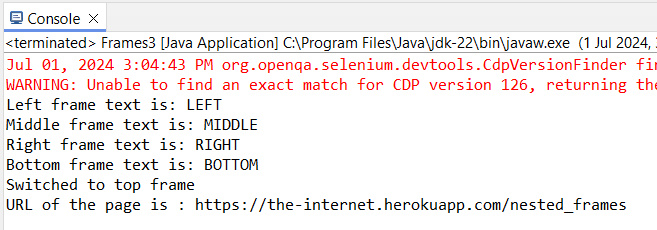 Console
<terminated> Frames3 [Java Application] C:\Program Files\Java\jdk-22\bin\javaw.exe (1 Jul 2024,
Jul 01, 2024 3:04:43 PM org.openqa.selenium.devtools.CdpVersionFinder
WARNING: Unable to find an exact match for CDP version 126, returning the
Left frame text is: LEFT
Middle frame text is: MIDDLE
Right frame text is: RIGHT
Bottom frame text is: BOTTOM
Switched to top frame
URL of the page is : https://the-internet.herokuapp.com/nested_frames